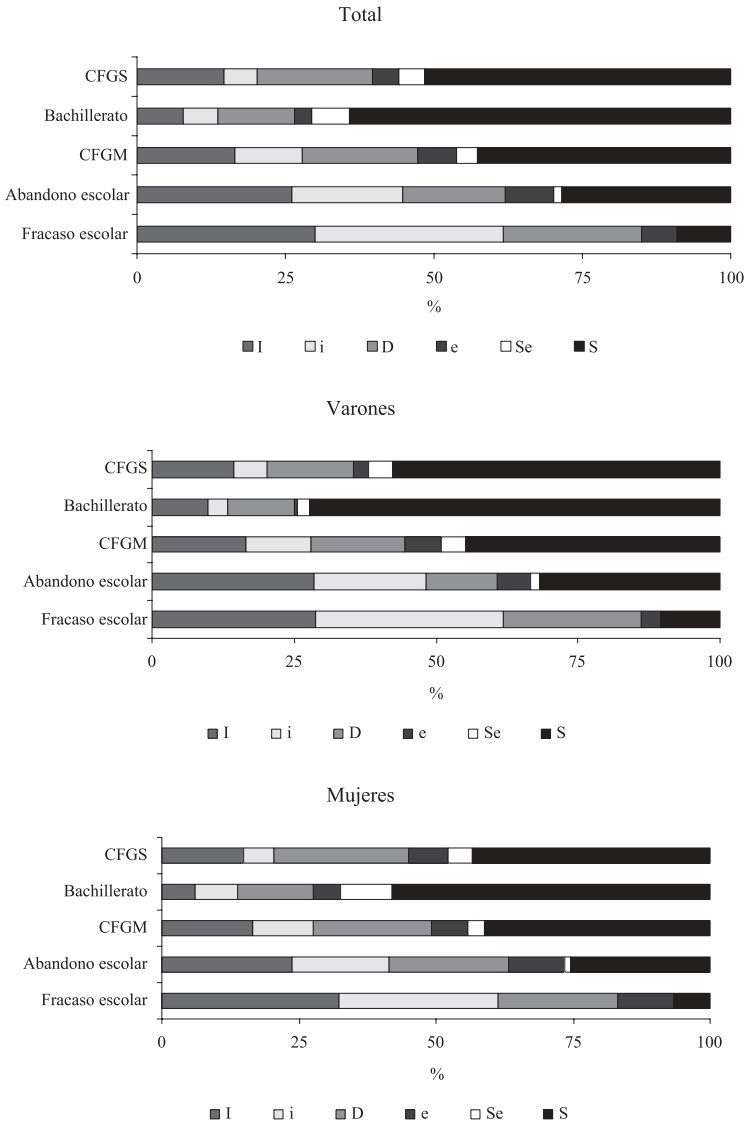 Total
CFGS
Bachillerato
CFGM
Abandono escolar
Fracaso escolar
0 25 50 75 100
%
I i D e Se S
Varones
CFGS
Bachillerato
CFGM
Abandono escolar
Fracaso escolar
0 25 50 75 100
%
I i D e Se S
Mujeres
CFGS
Bachillerato
CFGM
Abandono escolar
Fracaso escolar
0 25 50 75 100
%
I i D e Se S